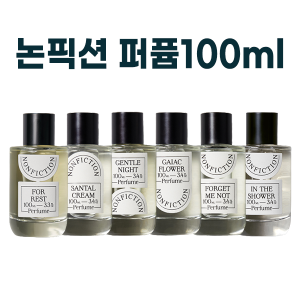 논픽션 퍼퓸100ml
NONFICTION
FOR
REST
Perfume
NONFICTION
SANTAL
CREAM
Perfume
GENTLE
NIGHT
Perfume
NONFICTION
GAIAC
FLOWER
Perfume
NONFICTION
NONFICTION
FORGET
ME NOT
Perfume
NONFICTION
IN THE
SHOWER
Perfume